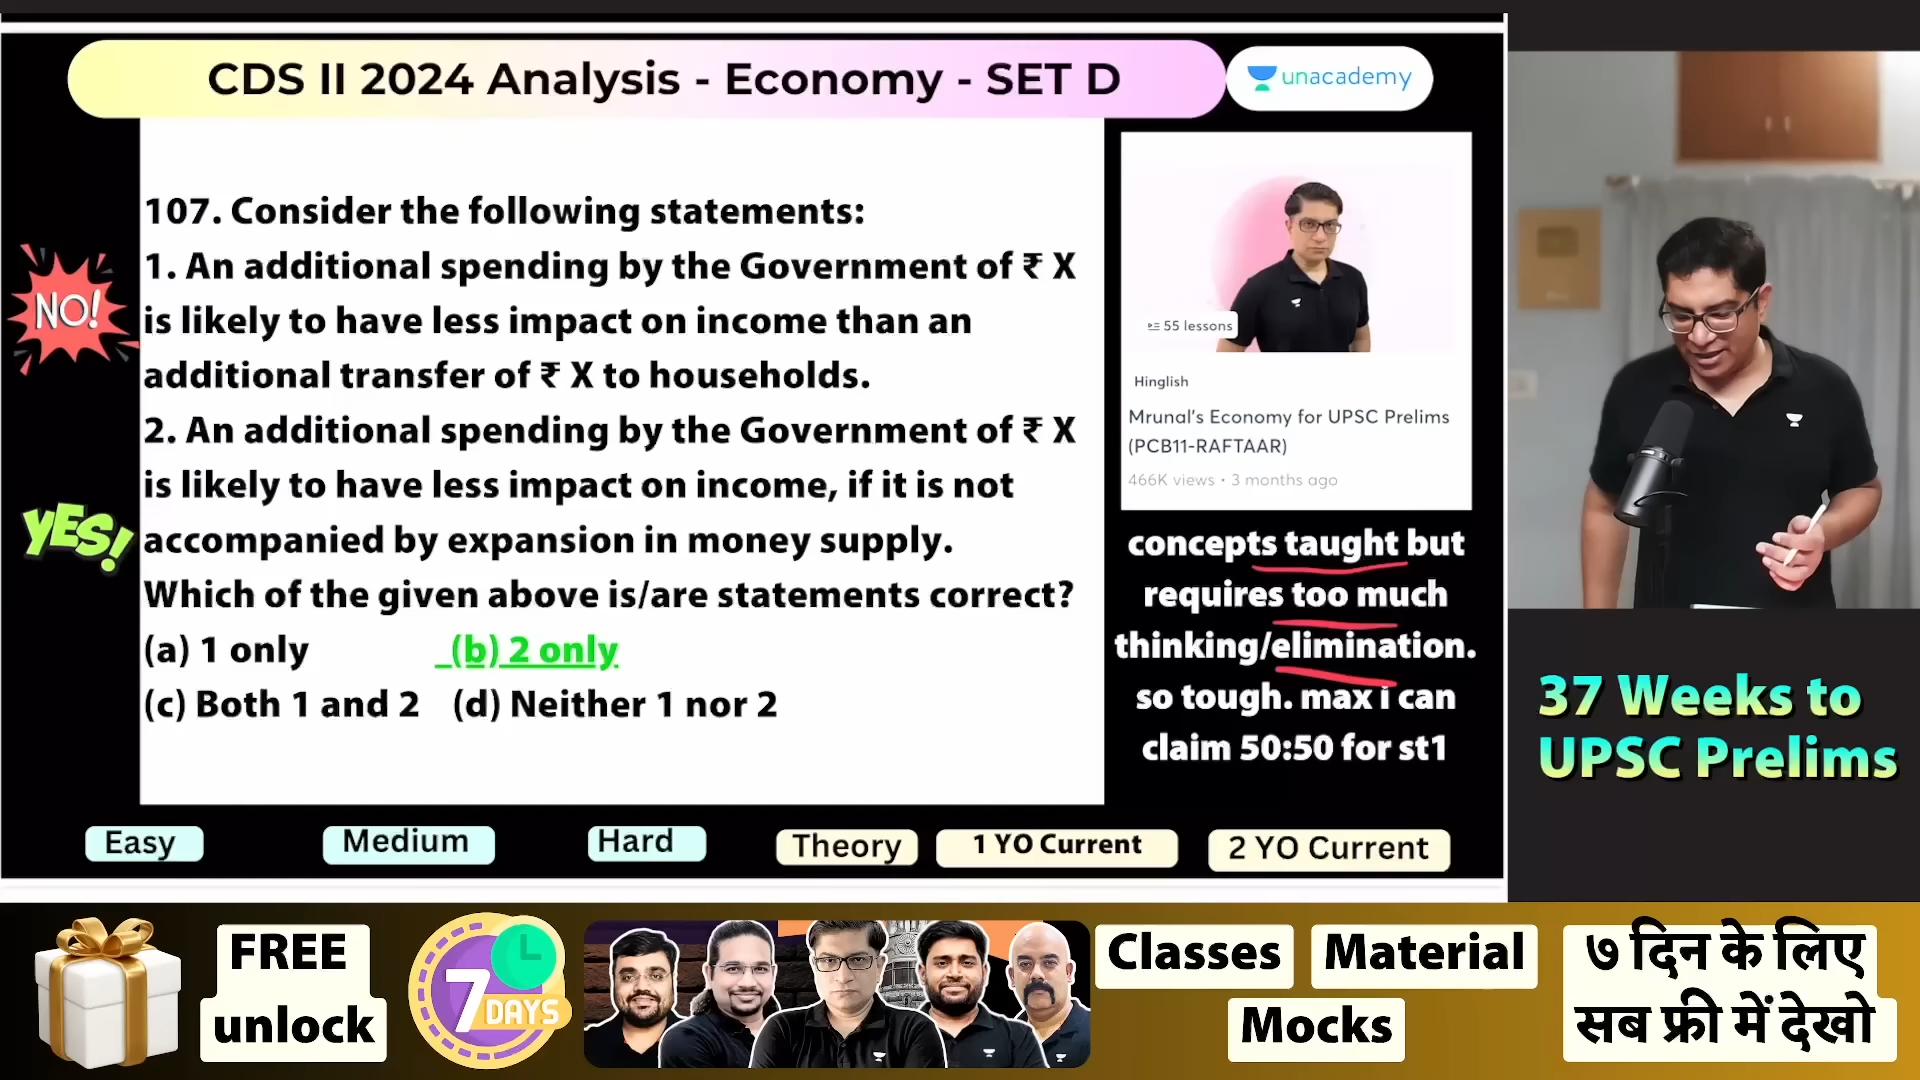 CDS II 2024 Analysis - Economy - SET D
unacademy
107. Consider the following statements:
1. An additional spending by the Government of ₹ X
is likely to have less impact on income than an
additional transfer of ₹ X to households.
2. An additional spending by the Government of ₹ X
is likely to have less impact on income, if it is not
accompanied by expansion in money supply.
Which of the given above is/are statements correct?
(a) 1 only (b) 2 only
(c) Both 1 and 2 (d) Neither 1 nor 2
NO!
YES!
55 lessons
Hinglish
Mrunal's Economy for UPSC Prelims
(PCB11-RAFTAAR)
466K views • 3 months ago
concepts taught but
requires too much
thinking/elimination.
so tough. max i can
claim 50:50 for st1
37 Weeks to
UPSC Prelims
Easy Medium Hard Theory 1 YO Current 2 YO Current
FREE
unlock
7 DAYS
Classes Material
Mocks
७ दिन के लिए
सब फ्री में देखो